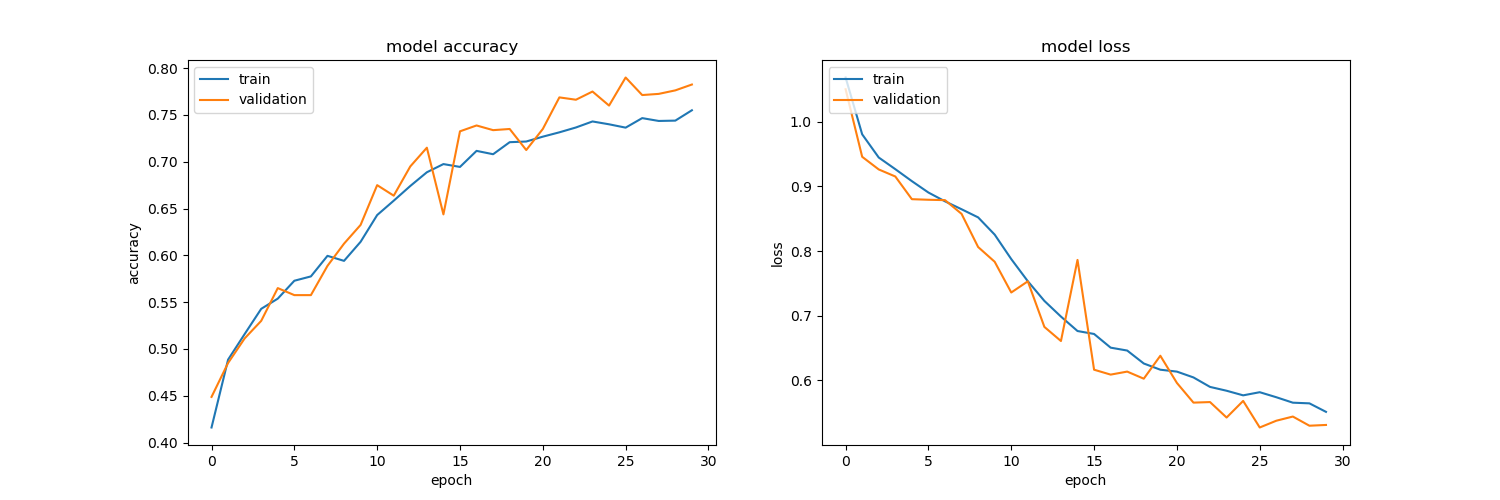 model accuracy
train
validation
0.80
0.75
0.70
0.65
0.60
0.55
0.50
0.45
0.40
accuracy
0 5 10 15 20 25 30
epoch
model loss
train
validation
1.0
0.9
0.8
0.7
0.6
loss
0 5 10 15 20 25 30
epoch